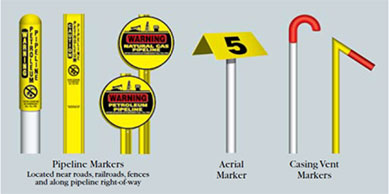 WARNING
PETROLEUM
PIPELINE
WARNING
NATURAL GAS
PIPELINE
WARNING
PETROLEUM
PIPELINE
5
Pipeline Markers
Located near roads, railroads, fences
and along pipeline right-of-way
Aerial
Marker
Casing Vent
Markers